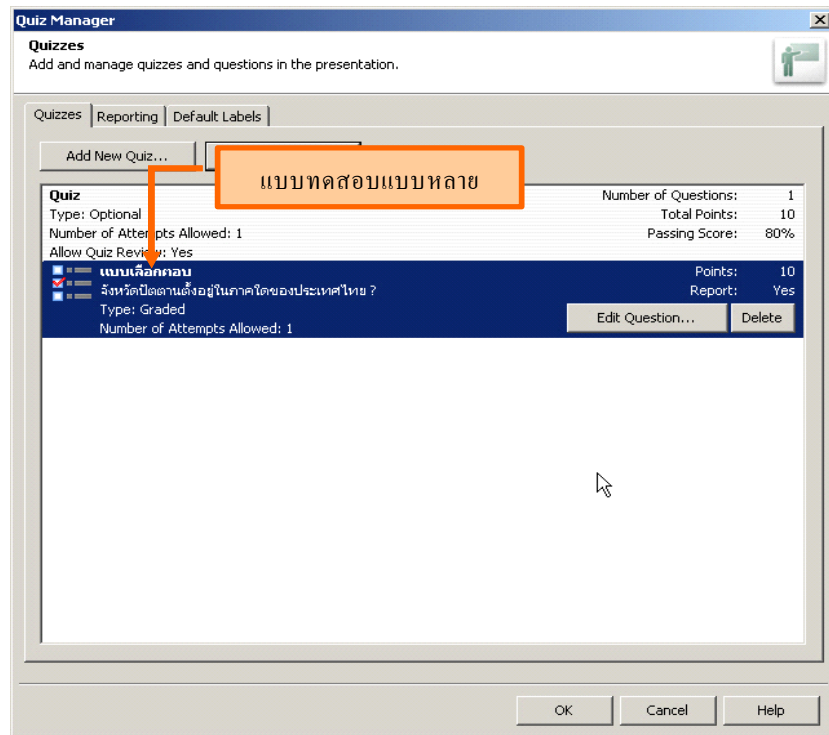 Quiz Manager
Quizzes
Add and manage quizzes and questions in the presentation.
Quizzes
Reporting
Default Labels
Add New Quiz...
แบบทดสอบแบบหลาย
Quiz
Number of Questions: 1
Type: Optional
Total Points: 10
Number of Attempts Allowed: 1
Passing Score: 80%
Allow Quiz Review: Yes
แบบเลือกตอบ
Points: 10
จังหวัดปัตตานตั้งอยู่ในภาคใดของประเทศไทย ?
Report: Yes
Type: Graded
Edit Question...
Delete
Number of Attempts Allowed: 1
OK
Cancel
Help